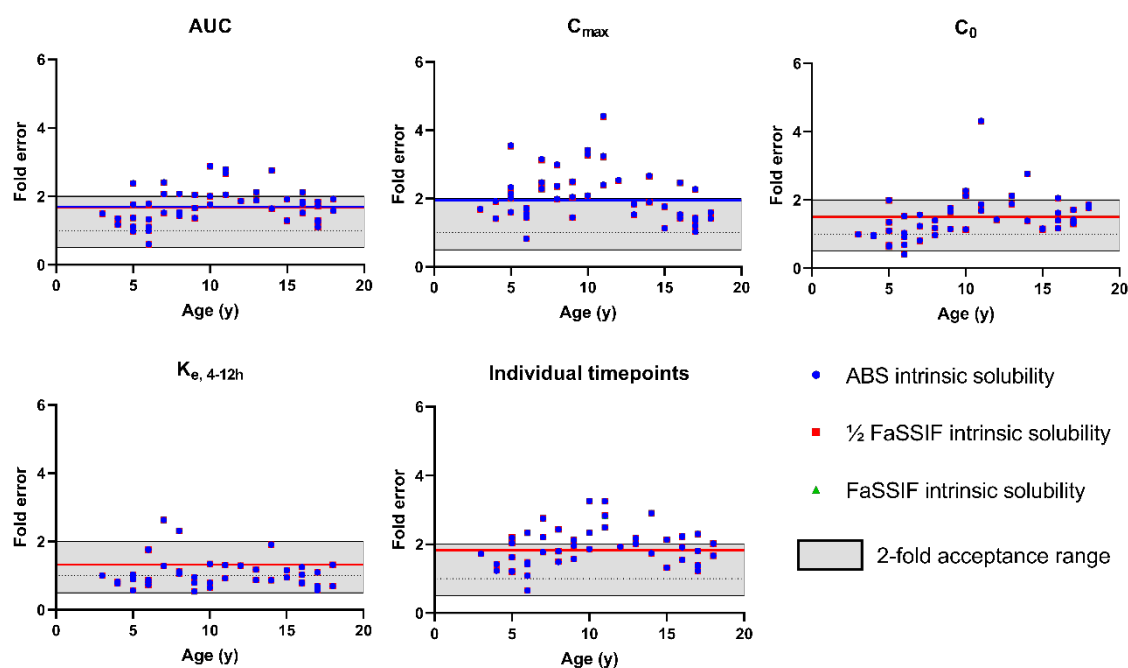 AUC
6
4
2
0
Fold error
0 5 10 15 20
Age (y)
Cmax
6
4
2
0
Fold error
0 5 10 15 20
Age (y)
C0
6
4
2
0
Fold error
0 5 10 15 20
Age (y)
Ke, 4-12h
6
4
2
0
Fold error
0 5 10 15 20
Age (y)
Individual timepoints
6
4
2
0
Fold error
0 5 10 15 20
Age (y)
ABS intrinsic solubility
½ FaSSIF intrinsic solubility
FaSSIF intrinsic solubility
2-fold acceptance range